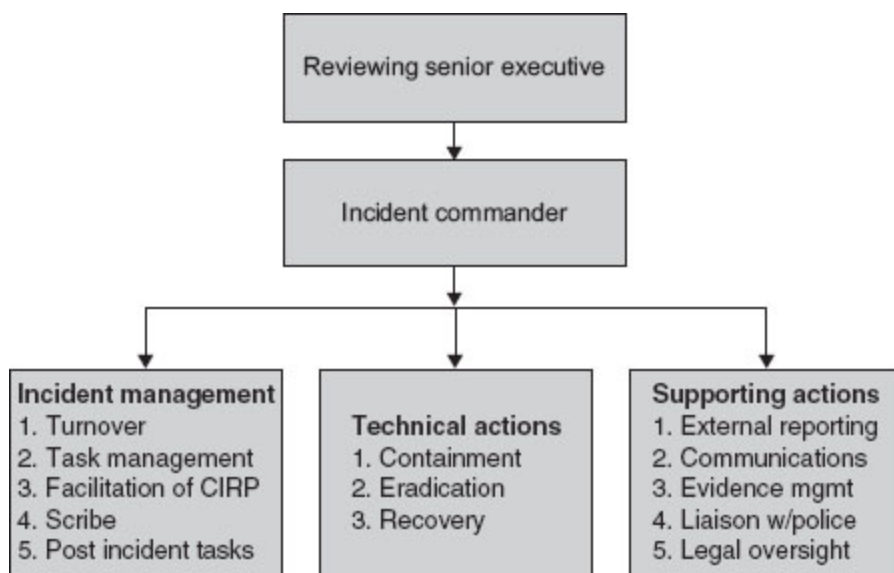 Reviewing senior executive
Incident commander
Incident management
1. Turnover
2. Task management
3. Facilitation of CIRP
4. Scribe
5. Post incident tasks
Technical actions
1. Containment
2. Eradication
3. Recovery
Supporting actions
1. External reporting
2. Communications
3. Evidence mgmt
4. Liaison w/police
5. Legal oversight